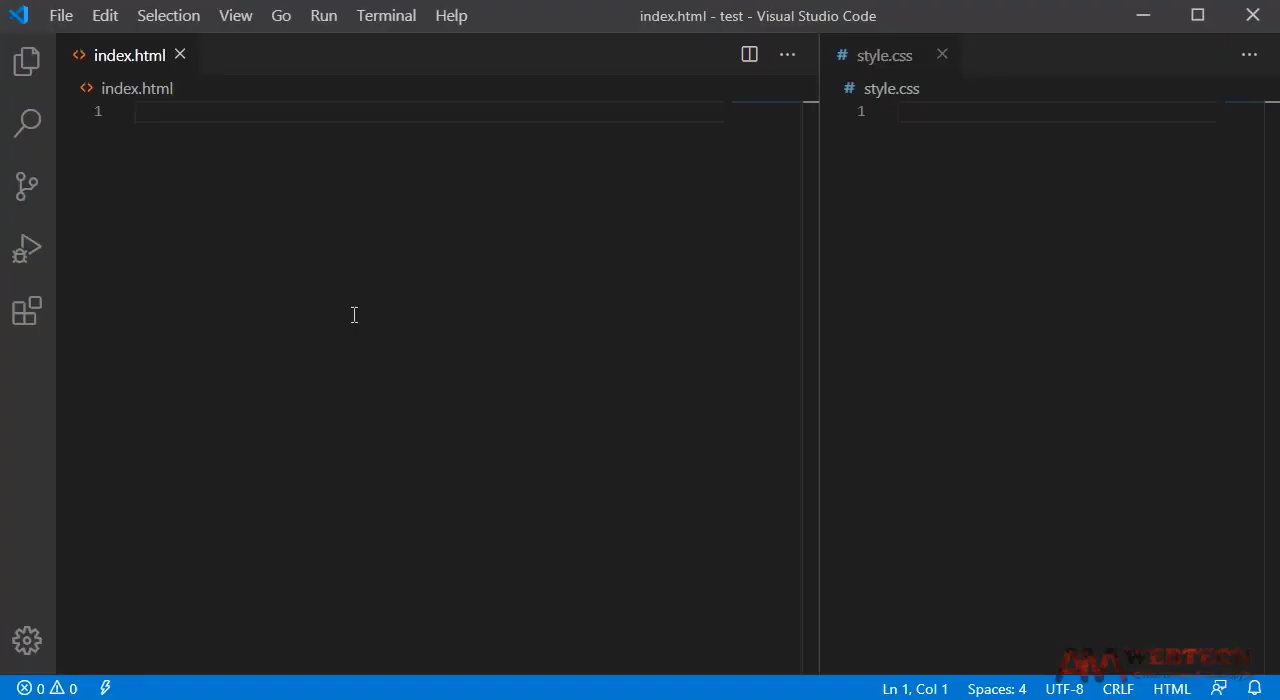 File Edit Selection View Go Run Terminal Help
index.html - test - Visual Studio Code
index.html
style.css
index.html
style.css
1
1
WEBTECH
0 0
Ln 1, Col 1 Spaces: 4 UTF-8 CRLF HTML